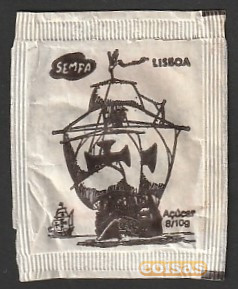 SEMPA
LISBOA
Açúcar
8/10g
coisas